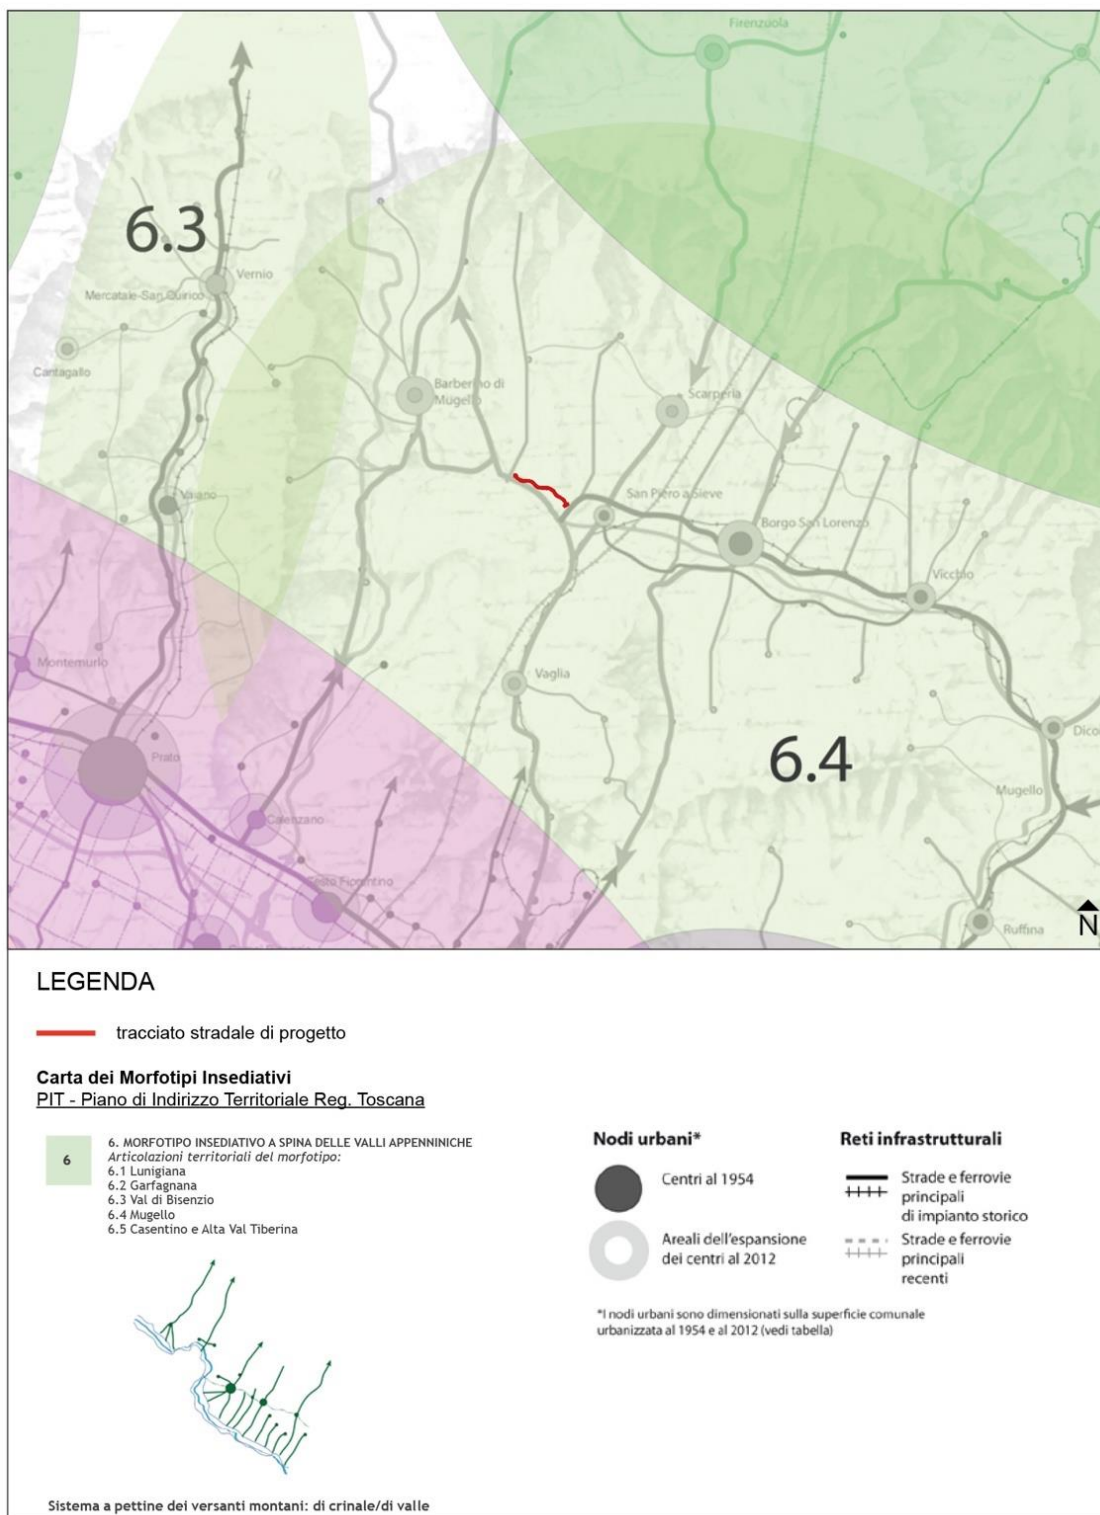 Firenzuola
6.3
Vernio
Mercatale-San Quirico
Cantagallo
Barberino di
Mugello
Scarperia
Vaiano
San Piero a Sieve
Borgo San Lorenzo
Vicchio
Montemurlo
Vaglia
Prato
6.4
Dico
Mugello
Calenzano
Sesto Fiorentino
Ruffina
N
LEGENDA
tracciato stradale di progetto
Carta dei Morfotipi Insediativi
PIT - Piano di Indirizzo Territoriale Reg. Toscana
6
6. MORFOTIPO INSEDIATIVO A SPINA DELLE VALLI APPENNINICHE
Articolazioni territoriali del morfotipo:
6.1 Lunigiana
6.2 Garfagnana
6.3 Val di Bisenzio
6.4 Mugello
6.5 Casentino e Alta Val Tiberina
Nodi urbani*
Centri al 1954
Areali dell'espansione
dei centri al 2012
Reti infrastrutturali
Strade e ferrovie
principali
di impianto storico
Strade e ferrovie
principali
recenti
*I nodi urbani sono dimensionati sulla superficie comunale
urbanizzata al 1954 e al 2012 (vedi tabella)
Sistema a pettine dei versanti montani: di crinale/di valle